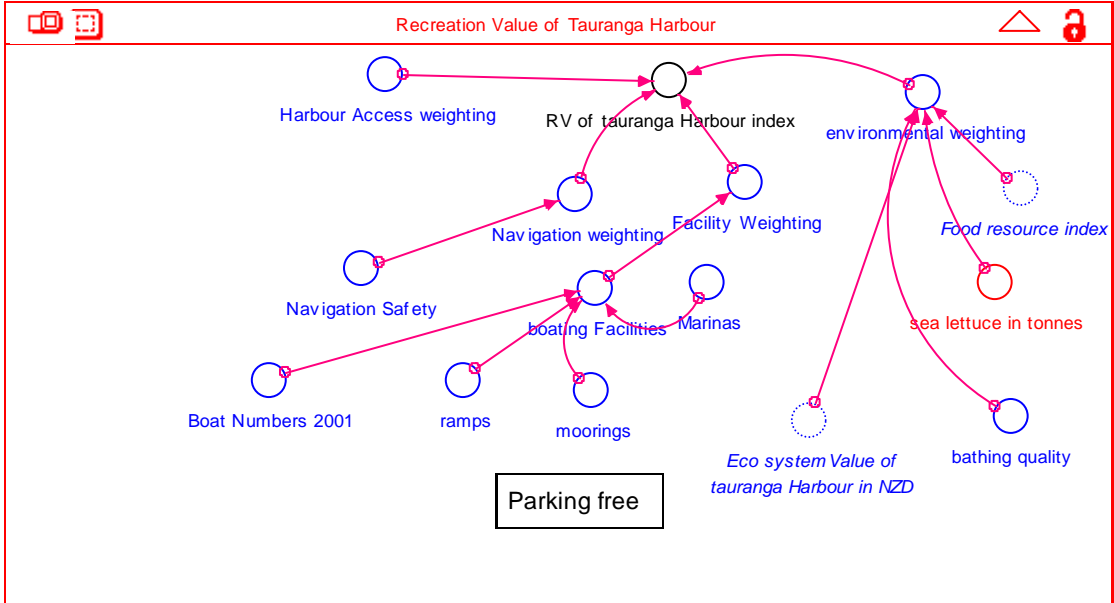 Recreation Value of Tauranga Harbour
Harbour Access weighting
RV of tauranga Harbour index
environmental weighting
Navigation weighting
Facility Weighting
Food resource index
Navigation Safety
boating Facilities
Marinas
sea lettuce in tonnes
Boat Numbers 2001
ramps
moorings
Eco system Value of
tauranga Harbour in NZD
bathing quality
Parking free